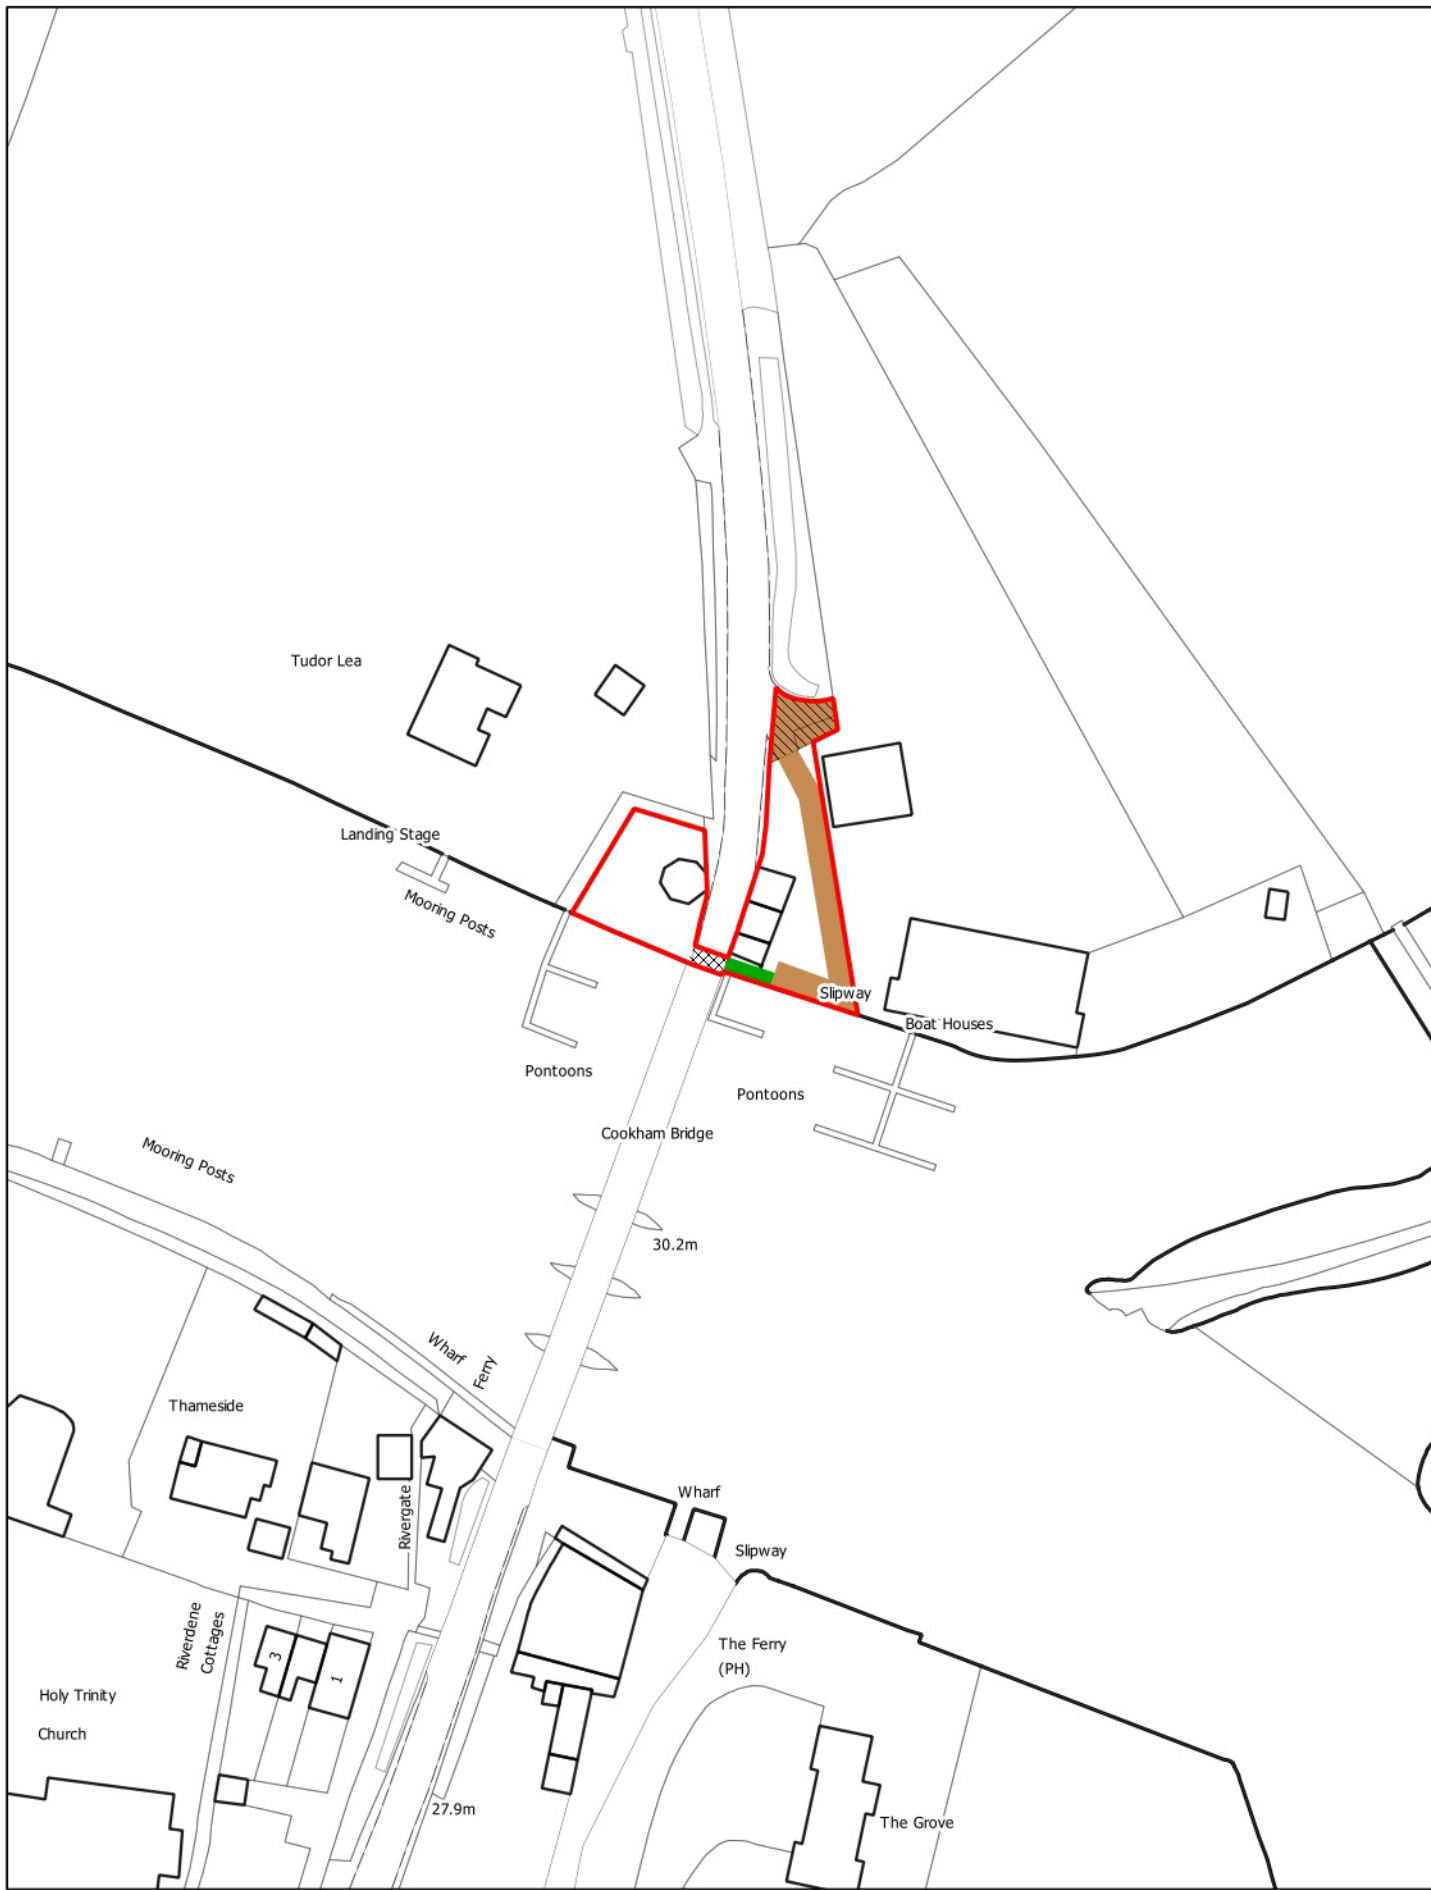 Tudor Lea
Landing Stage
Mooring Posts
Slipway
Boat Houses
Pontoons
Pontoons
Cookham Bridge
Mooring Posts
30.2m
Wharf
Ferry
Thameside
Rivergate
Wharf
Slipway
Riverdene
Cottages
3
1
The Ferry
(PH)
Holy Trinity
Church
27.9m
The Grove